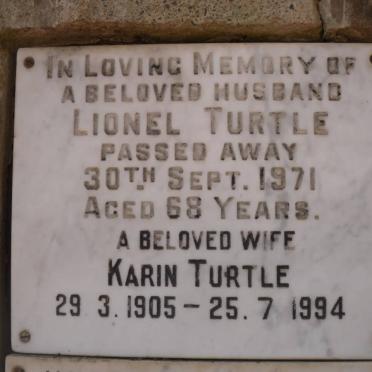 IN LOVING MEMORY OF
A BELOVED HUSBAND
LIONEL TURTLE
PASSED AWAY
30TH SEPT. 1971
AGED 68 YEARS.
A BELOVED WIFE
KARIN TURTLE
29.3.1905 – 25.7.1994